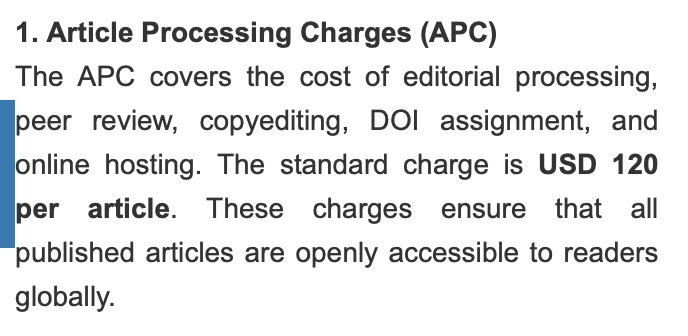 1. Article Processing Charges (APC)
The APC covers the cost of editorial processing,
peer review, copyediting, DOI assignment, and
online hosting. The standard charge is USD 120
per article. These charges ensure that all
published articles are openly accessible to readers
globally.